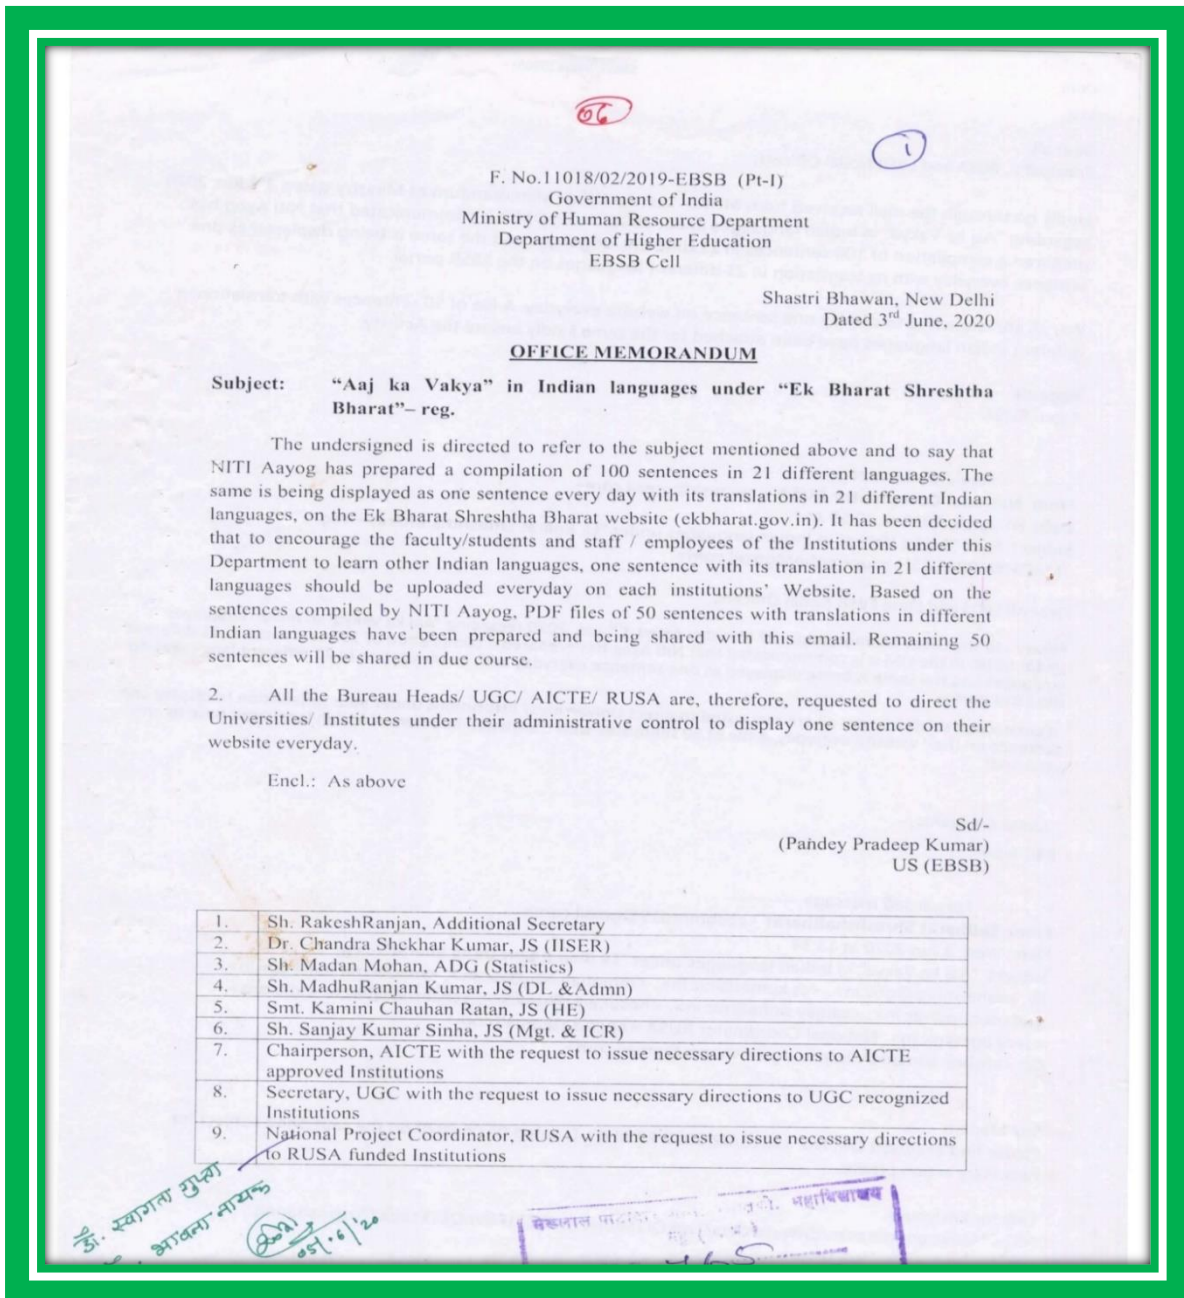 F. No.11018/02/2019-EBSB (Pt-I)
Government of India
Ministry of Human Resource Department
Department of Higher Education
EBSB Cell
Shastri Bhawan, New Delhi
Dated 3rd June, 2020
OFFICE MEMORANDUM
Subject: “Aaj ka Vakya” in Indian languages under “Ek Bharat Shreshtha
Bharat”– reg.
The undersigned is directed to refer to the subject mentioned above and to say that
NITI Aayog has prepared a compilation of 100 sentences in 21 different languages. The
same is being displayed as one sentence every day with its translations in 21 different Indian
languages, on the Ek Bharat Shreshtha Bharat website (ekbharat.gov.in). It has been decided
that to encourage the faculty/students and staff / employees of the Institutions under this
Department to learn other Indian languages, one sentence with its translation in 21 different
languages should be uploaded everyday on each institutions’ Website. Based on the
sentences compiled by NITI Aayog, PDF files of 50 sentences with translations in different
Indian languages have been prepared and being shared with this email. Remaining 50
sentences will be shared in due course.
2. All the Bureau Heads/ UGC/ AICTE/ RUSA are, therefore, requested to direct the
Universities/ Institutes under their administrative control to display one sentence on their
website everyday.
Encl.: As above
Sd/-
(Pandey Pradeep Kumar)
US (EBSB)
1. Sh. RakeshRanjan, Additional Secretary
2. Dr. Chandra Shekhar Kumar, JS (IISER)
3. Sh. Madan Mohan, ADG (Statistics)
4. Sh. MadhuRanjan Kumar, JS (DL &Admn)
5. Smt. Kamini Chauhan Ratan, JS (HE)
6. Sh. Sanjay Kumar Sinha, JS (Mgt. & ICR)
7. Chairperson, AICTE with the request to issue necessary directions to AICTE
approved Institutions
8. Secretary, UGC with the request to issue necessary directions to UGC recognized
Institutions
9. National Project Coordinator, RUSA with the request to issue necessary directions
to RUSA funded Institutions
डॉ. स्वागता गुप्ता
भावना नायक
05/.6/'20
महाविद्यालय